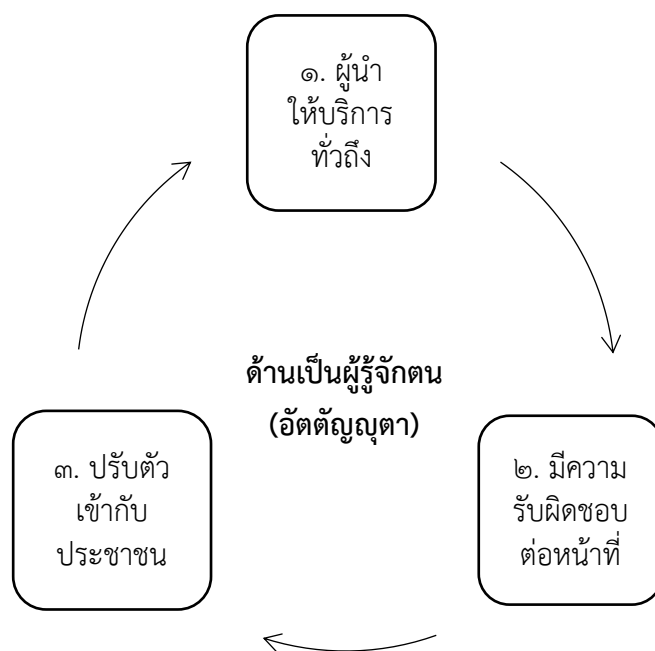 ๑. ผู้นำ
ให้บริการ
ทั่วถึง
ด้านเป็นผู้รู้จักตน
(อัตตัญญุตา)
๒. มีความ
รับผิดชอบ
ต่อหน้าที่
๓. ปรับตัว
เข้ากับ
ประชาชน